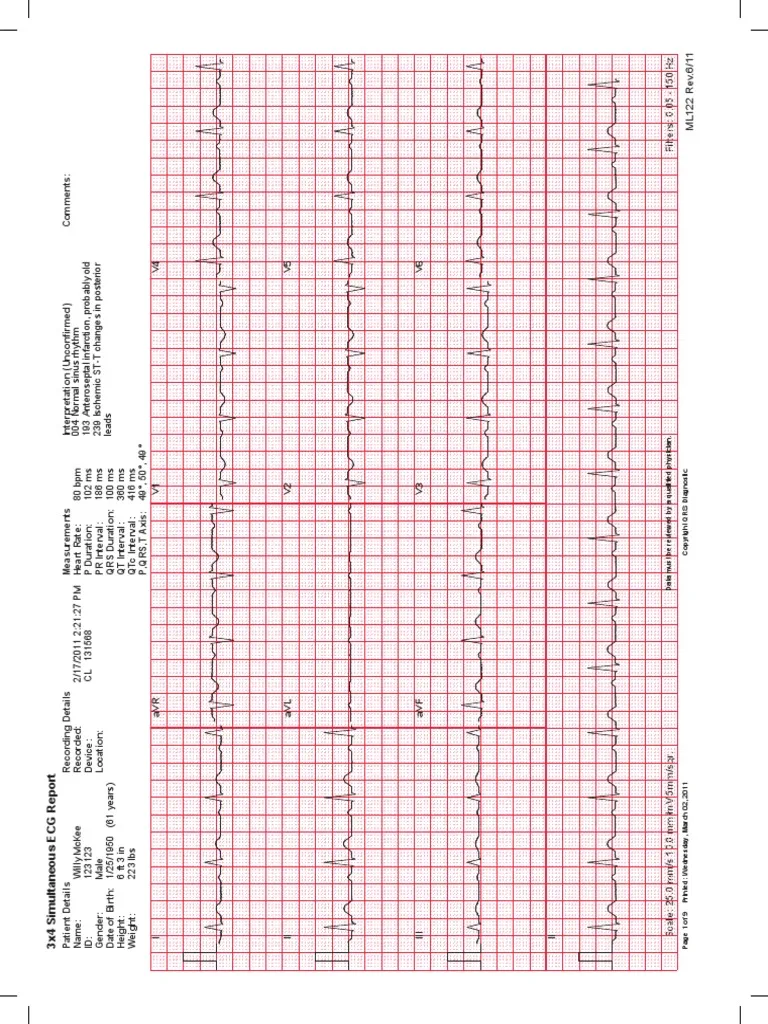 3x4 Simultaneous ECG Report
Patient Details
Name: Willy McKee
ID: 123123
Gender: Male
Date of Birth: 1/25/1950 (61 years)
Height: 6 ft 3 in
Weight: 223 lbs
Recording Details
Recorded: 2/17/2011 2:21:27 PM
Device: CL 131568
Location:
Measurements
Heart Rate: 80 bpm
P Duration: 102 ms
PR Interval: 186 ms
QRS Duration: 100 ms
QT Interval: 360 ms
QTc Interval: 416 ms
P,QRS,T Axis: 49°, 50°, 49°
Interpretation (Unconfirmed)
004 Normal sinus rhythm
193 Anteroseptal infarction, probably old
239 Ischemic ST-T changes in posterior
leads
Comments:
I
aVR
V1
V4
II
aVL
V2
V5
III
aVF
V3
V6
II
Scale: 25.0 mm/s 10.0 mm/mV 5mm/sqr.
Data must be reviewed by a qualified physician.
Filters: 0.05 - 150 Hz
Page 1 of 9 Printed: Wednesday, March 02, 2011
Copyright QRS Diagnostic
ML122 Rev.6/11